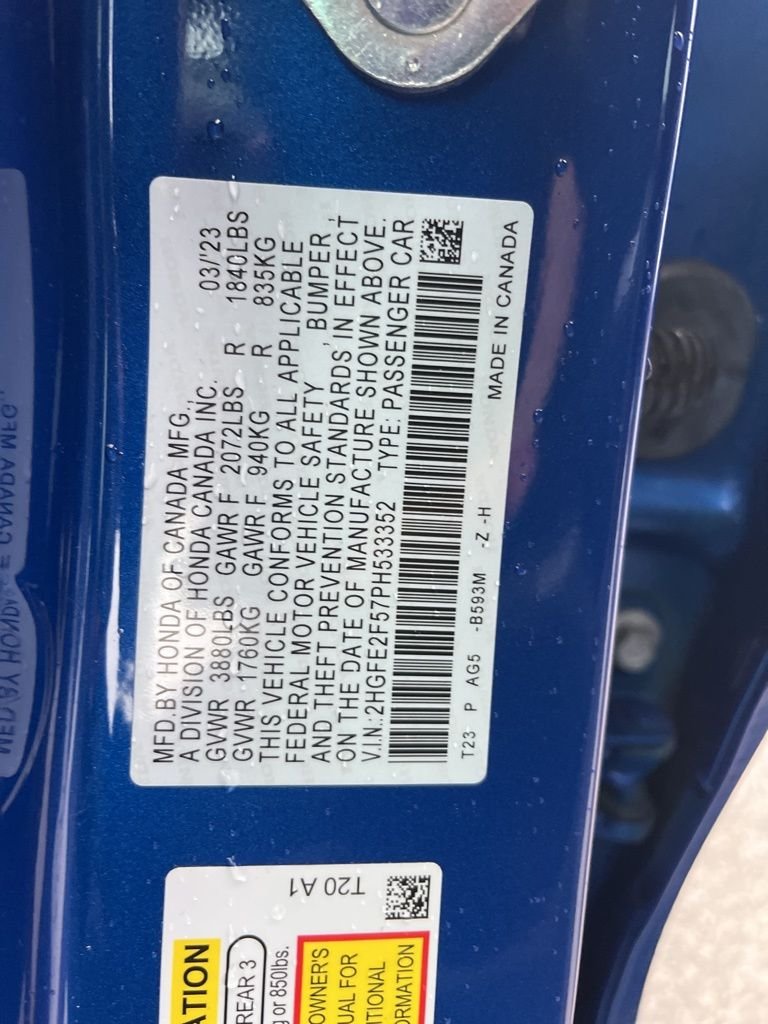 MFD.BY HONDA OF CANADA MFG.,
A DIVISION OF HONDA CANADA INC. 03/'23
GVWR 3880LBS GAWR F 2072LBS R 1840LBS
GVWR 1760KG GAWR F 940KG R 835KG
THIS VEHICLE CONFORMS TO ALL APPLICABLE
FEDERAL MOTOR VEHICLE SAFETY, BUMPER,
AND THEFT PREVENTION STANDARDS, IN EFFECT
ON THE DATE OF MANUFACTURE SHOWN ABOVE.
V.I.N.:2HGFE2F57PH533352 TYPE: PASSENGER CAR
T23 P AG5 -B593M -Z -H MADE IN CANADA
T20 A1
ATION
REAR 3
g or 850lbs.
OWNER'S
UAL FOR
ITIONAL
ORMATION